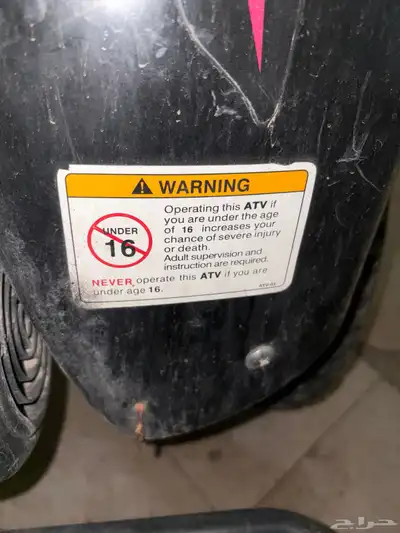 WARNING
UNDER
16
Operating this ATV if
you are under the age
of 16 increases your
chance of severe injury
or death.
Adult supervision and
instruction are required.
NEVER operate this ATV if you are
under age 16.
حراج